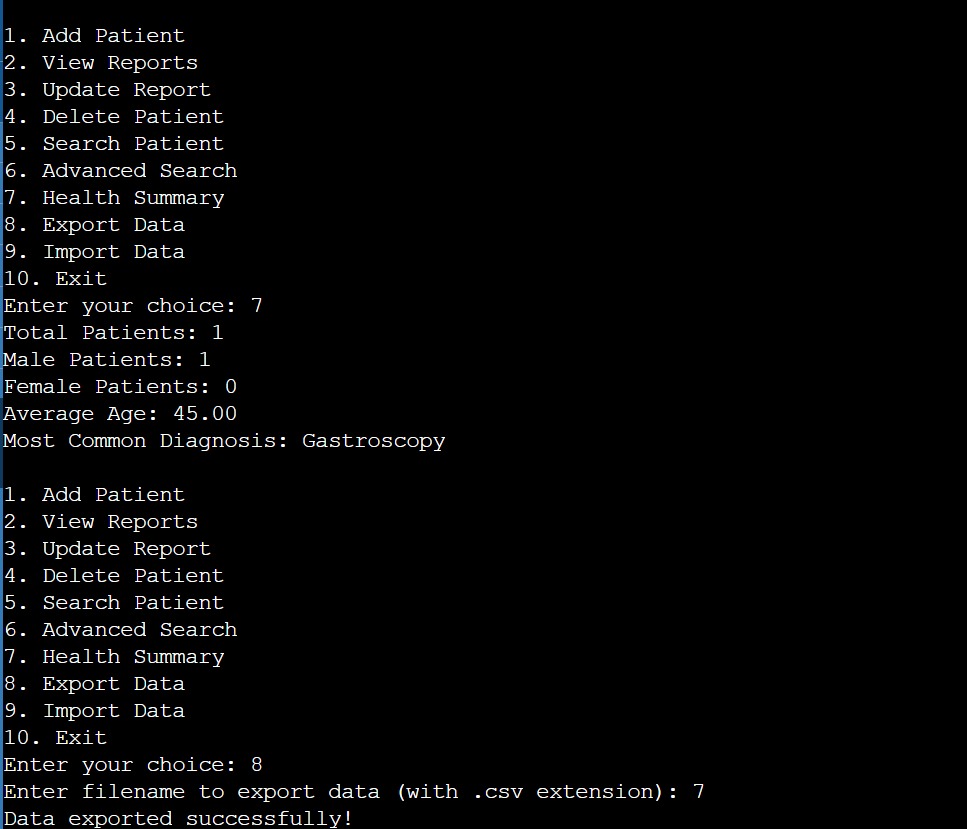 1. Add Patient
2. View Reports
3. Update Report
4. Delete Patient
5. Search Patient
6. Advanced Search
7. Health Summary
8. Export Data
9. Import Data
10. Exit
Enter your choice: 7
Total Patients: 1
Male Patients: 1
Female Patients: 0
Average Age: 45.00
Most Common Diagnosis: Gastroscopy
1. Add Patient
2. View Reports
3. Update Report
4. Delete Patient
5. Search Patient
6. Advanced Search
7. Health Summary
8. Export Data
9. Import Data
10. Exit
Enter your choice: 8
Enter filename to export data (with .csv extension): 7
Data exported successfully!